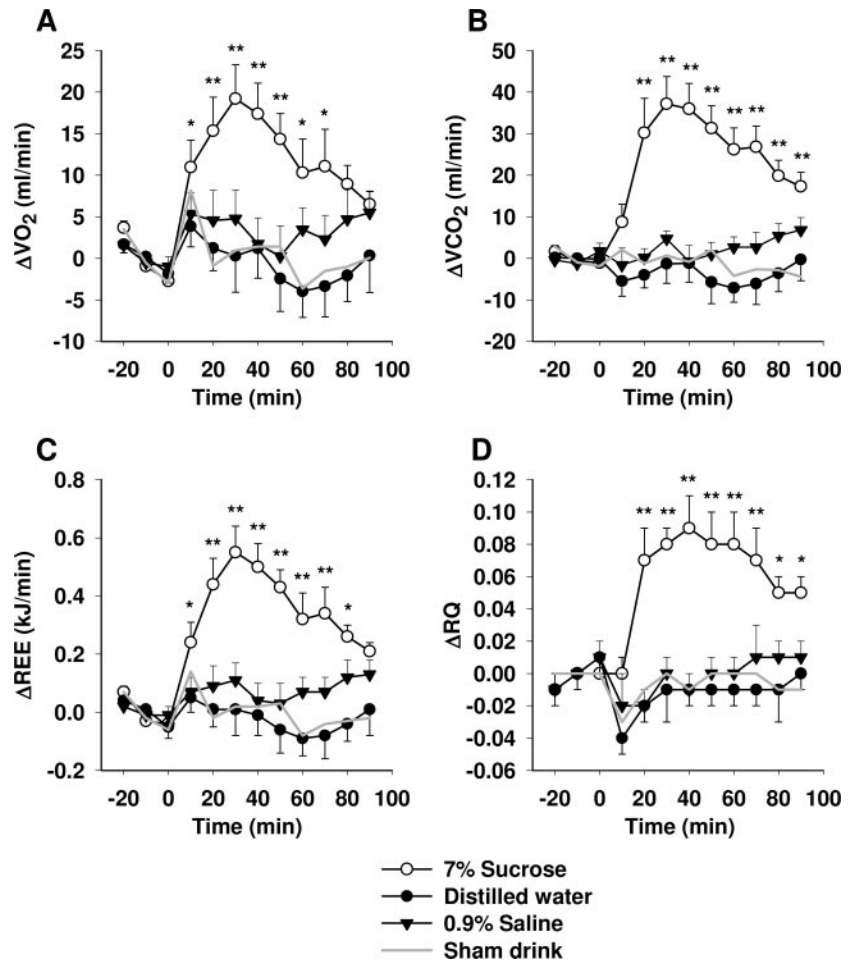 A
ΔVO2 (ml/min)
25
20
15
10
5
0
-5
-10
* ** ** ** ** * *
-20 0 20 40 60 80 100
Time (min)
B
ΔVCO2 (ml/min)
50
40
30
20
10
0
-10
-20
** ** ** ** ** ** ** **
-20 0 20 40 60 80 100
Time (min)
C
ΔREE (kJ/min)
0.8
0.6
0.4
0.2
0.0
-0.2
* ** ** ** ** ** ** *
-20 0 20 40 60 80 100
Time (min)
D
ΔRQ
0.12
0.10
0.08
0.06
0.04
0.02
0.00
-0.02
-0.04
-0.06
** ** ** ** ** ** * *
-20 0 20 40 60 80 100
Time (min)
7% Sucrose
Distilled water
0.9% Saline
Sham drink